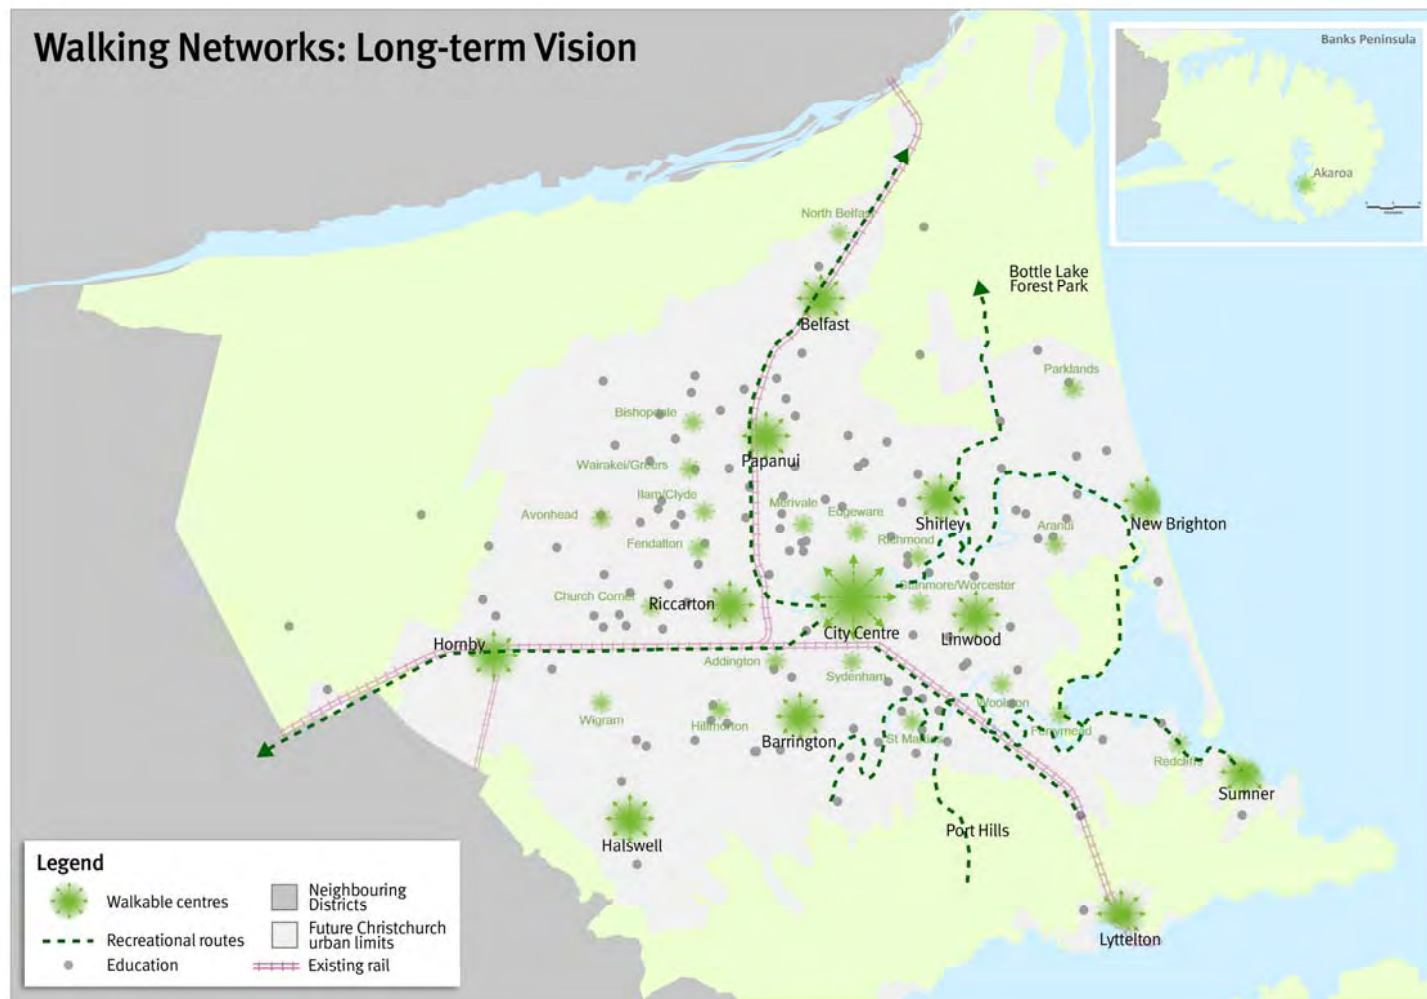 Walking Networks: Long-term Vision
Banks Peninsula
Akaroa
North Belfast
Bottle Lake
Forest Park
Belfast
Parklands
Bishopdale
Papanui
Wairakei/Greers
Ilam/Clyde
Merivale
Avonhead
Edgeware
Shirley
New Brighton
Aranui
Fendalton
Richmond
Stanmore/Worcester
Church Corner
Riccarton
City Centre
Linwood
Hornby
Addington
Sydenham
Woolston
Wigram
Hillmorton
Barrington
St Martins
Ferrymead
Redcliffs
Sumner
Port Hills
Halswell
Lyttelton
Legend
Walkable centres
Recreational routes
Education
Neighbouring
Districts
Future Christchurch
urban limits
Existing rail